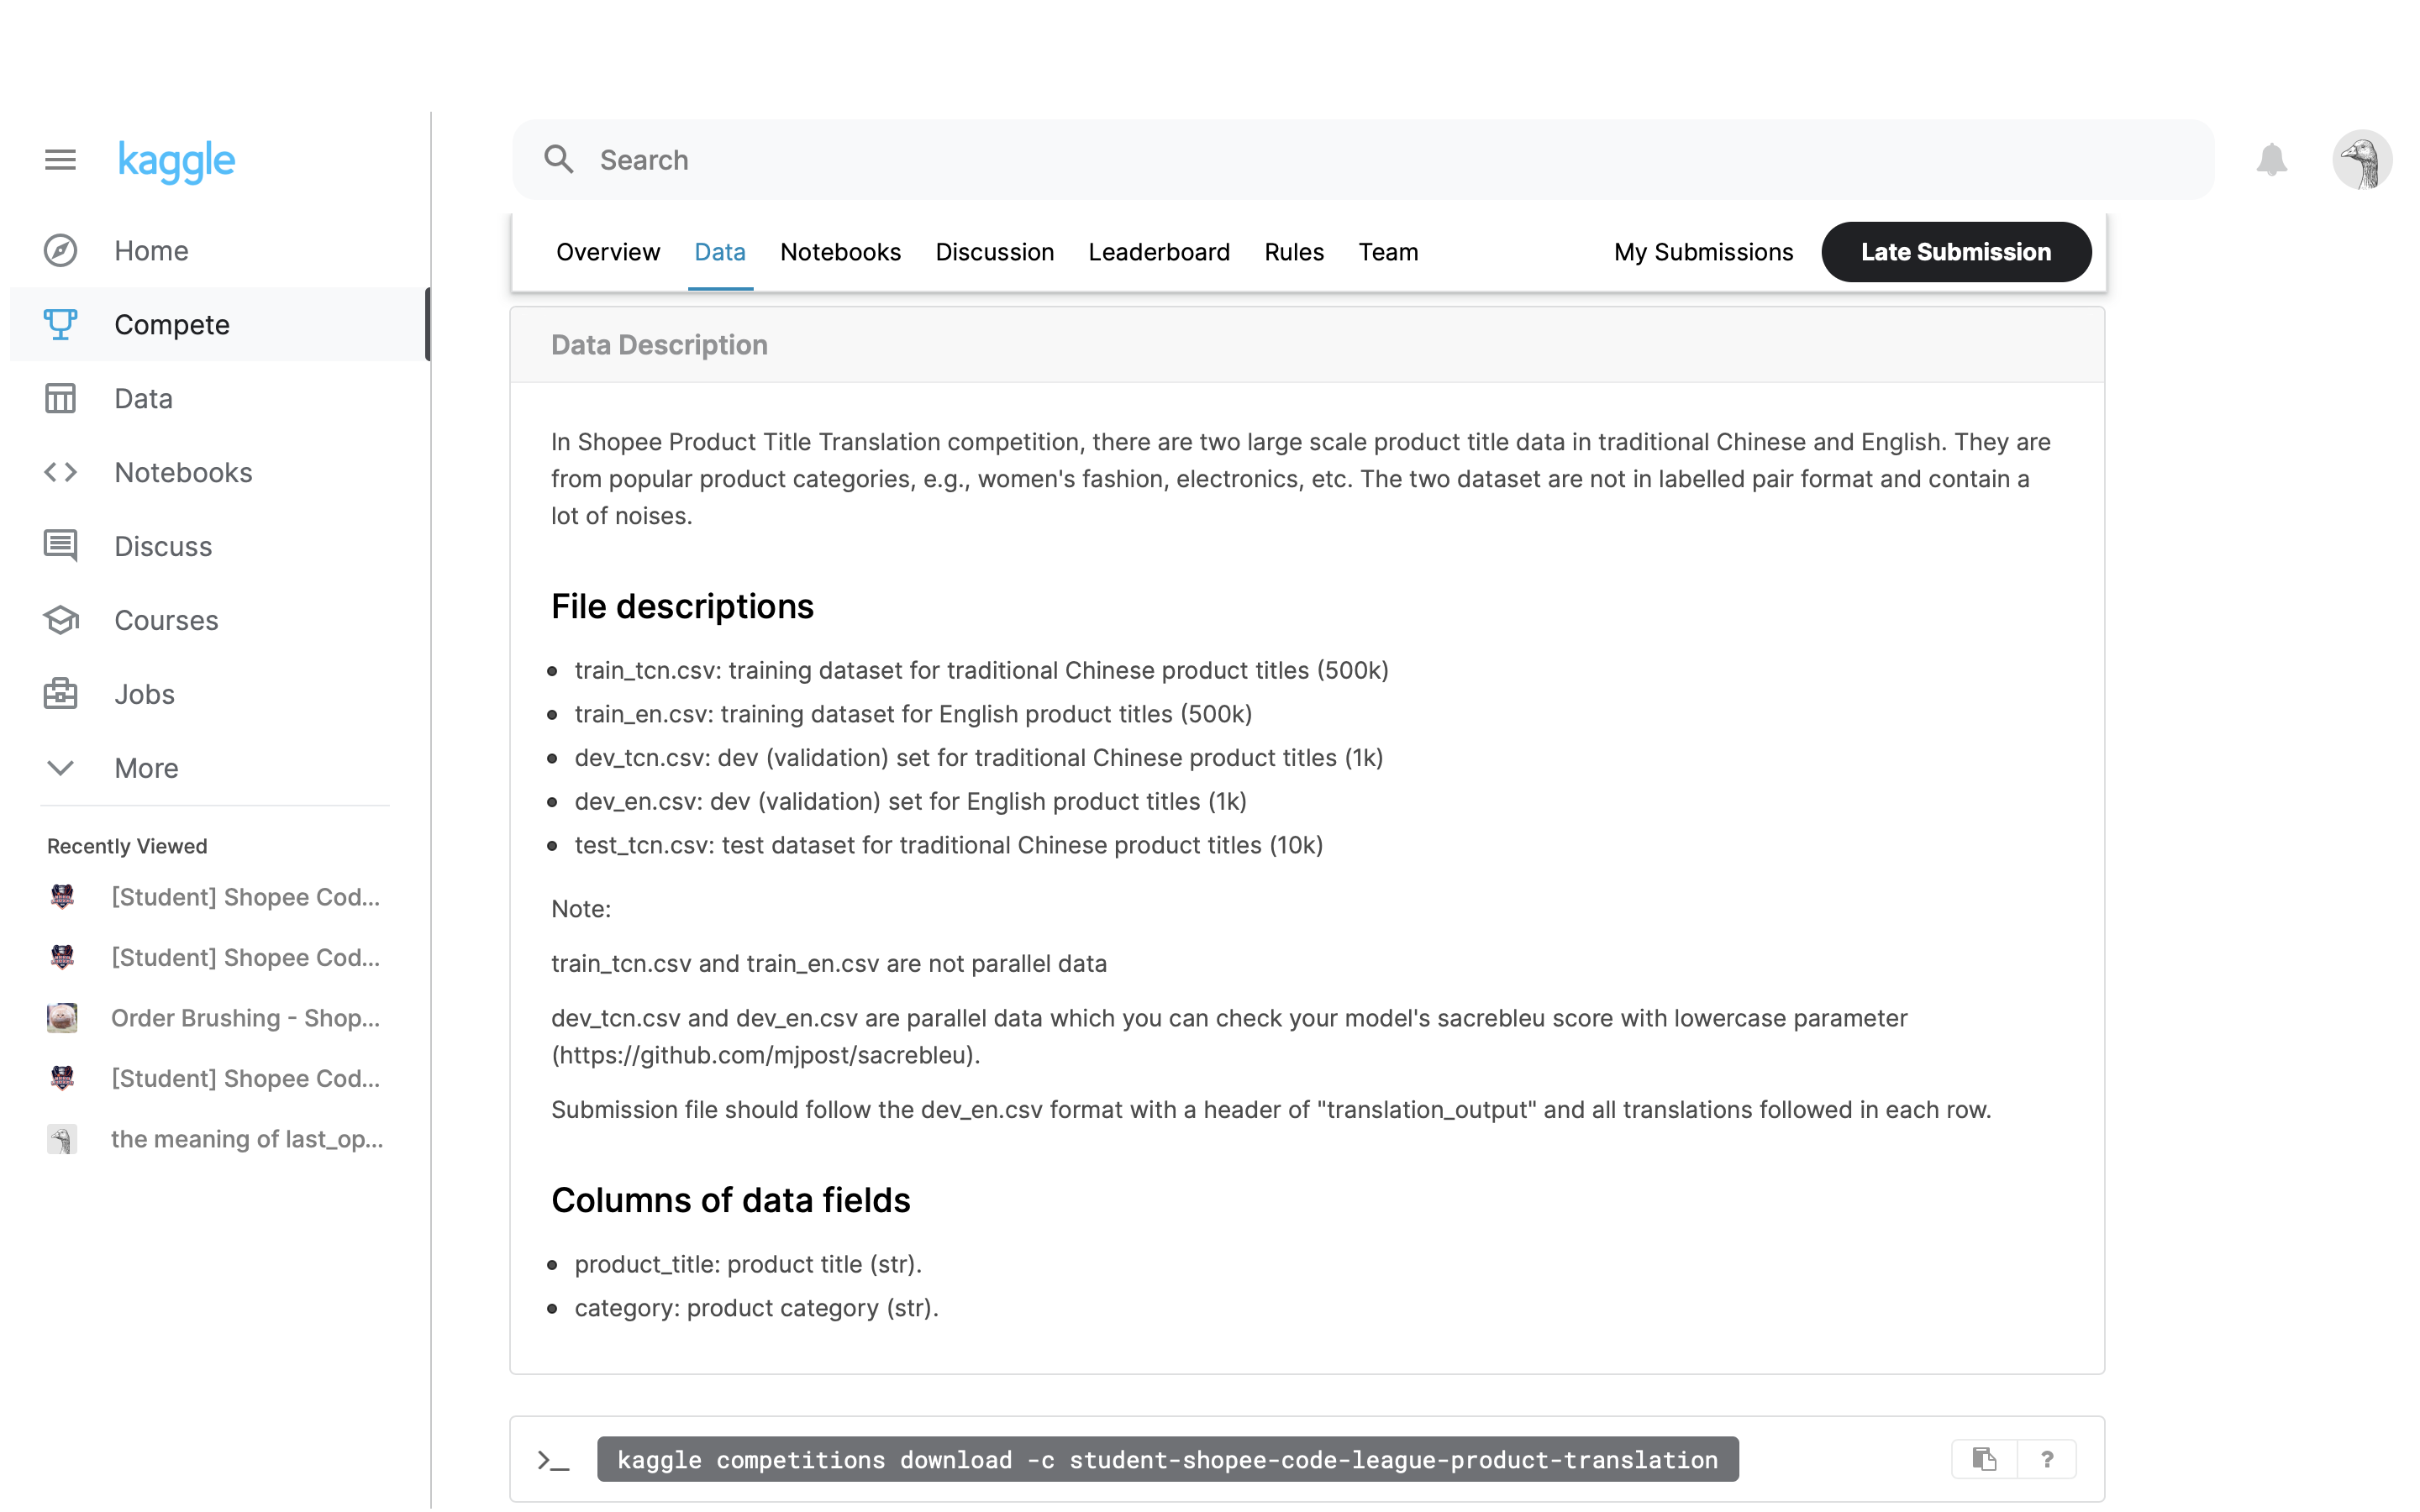 kaggle
Search
Home
Compete
Data
Notebooks
Discuss
Courses
Jobs
More
Recently Viewed
[Student] Shopee Cod...
[Student] Shopee Cod...
Order Brushing - Shop...
[Student] Shopee Cod...
the meaning of last_op...
Overview Data Notebooks Discussion Leaderboard Rules Team My Submissions Late Submission
Data Description
In Shopee Product Title Translation competition, there are two large scale product title data in traditional Chinese and English. They are
from popular product categories, e.g., women's fashion, electronics, etc. The two dataset are not in labelled pair format and contain a
lot of noises.
File descriptions
train_tcn.csv: training dataset for traditional Chinese product titles (500k)
train_en.csv: training dataset for English product titles (500k)
dev_tcn.csv: dev (validation) set for traditional Chinese product titles (1k)
dev_en.csv: dev (validation) set for English product titles (1k)
test_tcn.csv: test dataset for traditional Chinese product titles (10k)
Note:
train_tcn.csv and train_en.csv are not parallel data
dev_tcn.csv and dev_en.csv are parallel data which you can check your model's sacrebleu score with lowercase parameter
(https://github.com/mjpost/sacrebleu).
Submission file should follow the dev_en.csv format with a header of "translation_output" and all translations followed in each row.
Columns of data fields
product_title: product title (str).
category: product category (str).
>_ kaggle competitions download -c student-shopee-code-league-product-translation ?